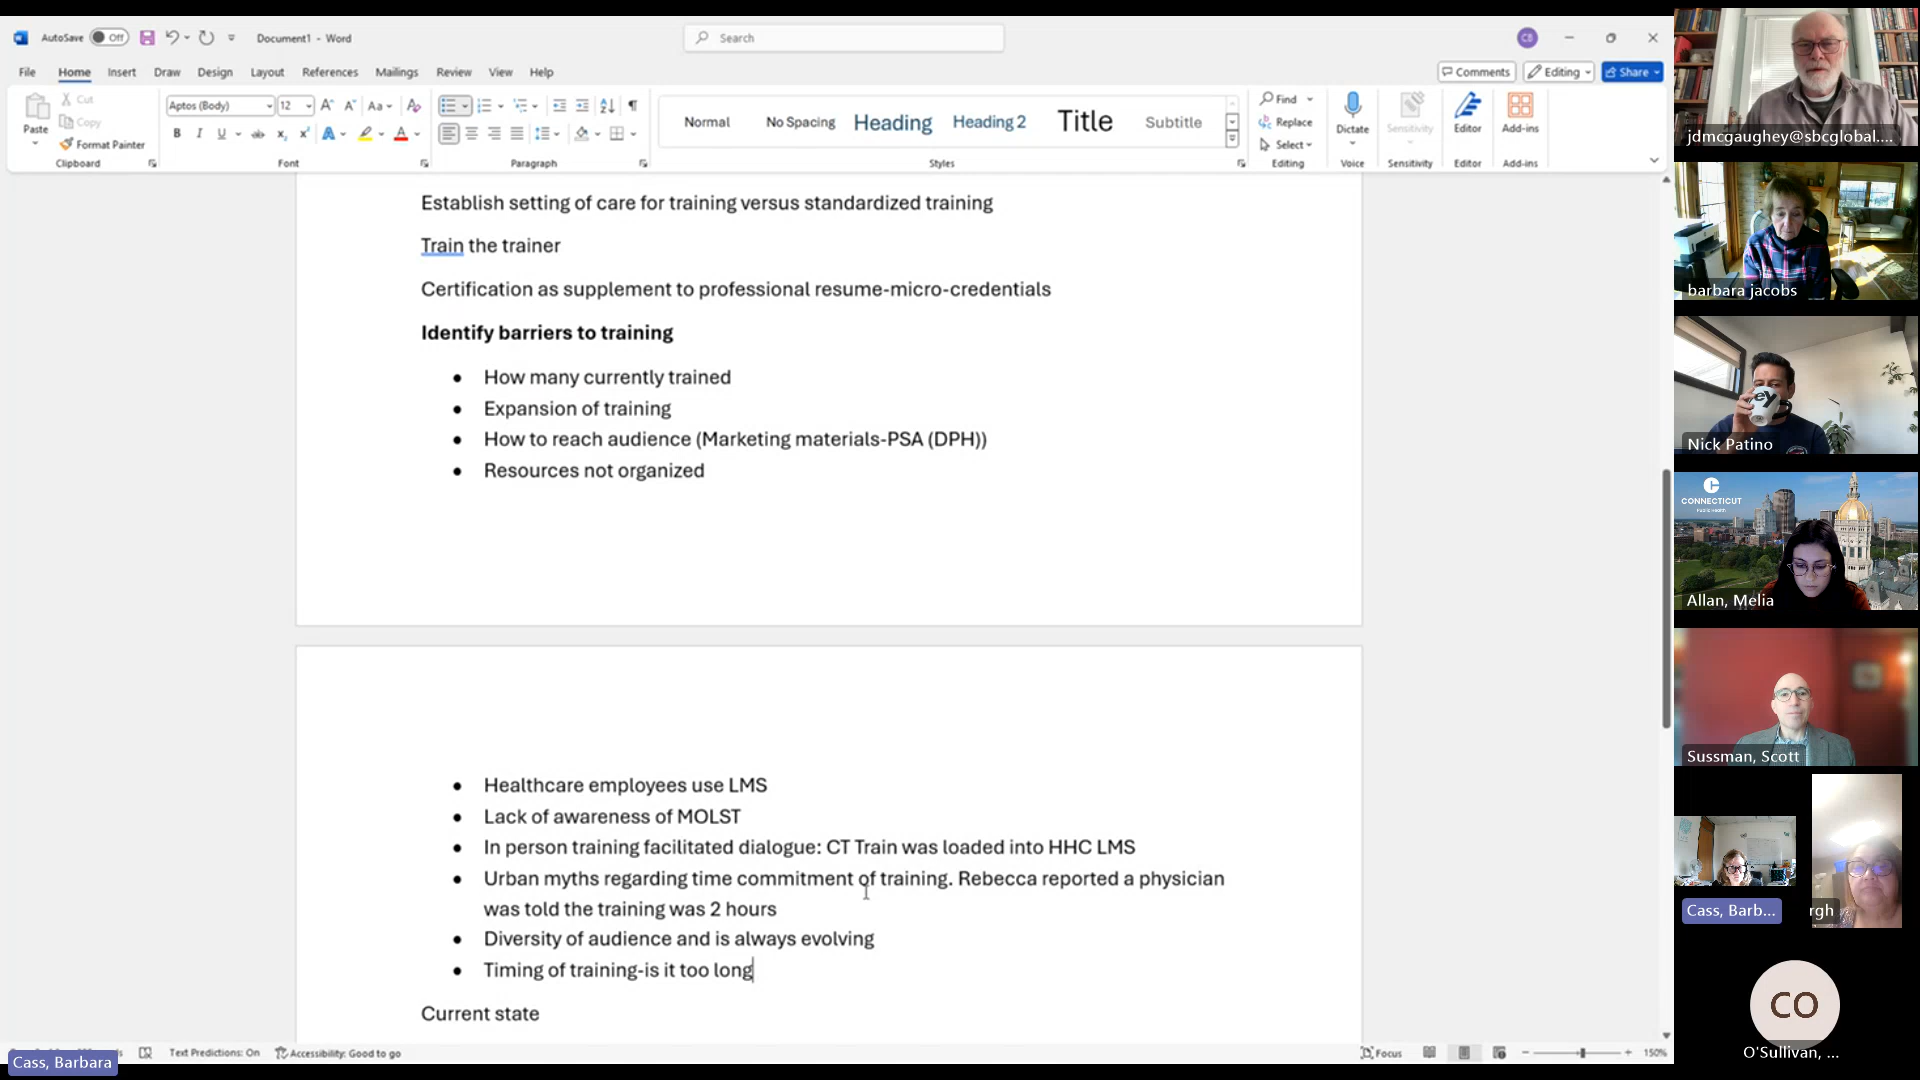 AutoSave Off Document1 - Word Search CB
File Home Insert Draw Design Layout References Mailings Review View Help Comments Editing Share
Paste Cut Copy Format Painter Clipboard
Aptos (Body) 12 Font
Paragraph
Normal No Spacing Heading Heading 2 Title Subtitle Styles
Find Replace Select Editing
Dictate Voice
Sensitivity Sensitivity
Editor Editor
Add-ins Add-ins
Establish setting of care for training versus standardized training
Train the trainer
Certification as supplement to professional resume-micro-credentials
Identify barriers to training
• How many currently trained
• Expansion of training
• How to reach audience (Marketing materials-PSA (DPH))
• Resources not organized
• Healthcare employees use LMS
• Lack of awareness of MOLST
• In person training facilitated dialogue: CT Train was loaded into HHC LMS
• Urban myths regarding time commitment of training. Rebecca reported a physician
was told the training was 2 hours
• Diversity of audience and is always evolving
• Timing of training-is it too long
Current state
Text Predictions: On Accessibility: Good to go Focus 150%
Cass, Barbara
jdmcgaughey@sbcglobal....
barbara jacobs
ey
Nick Patino
CONNECTICUT
Public Health
Allan, Melia
Sussman, Scott
Cass, Barb...
rgh
CO
O'Sullivan, ...